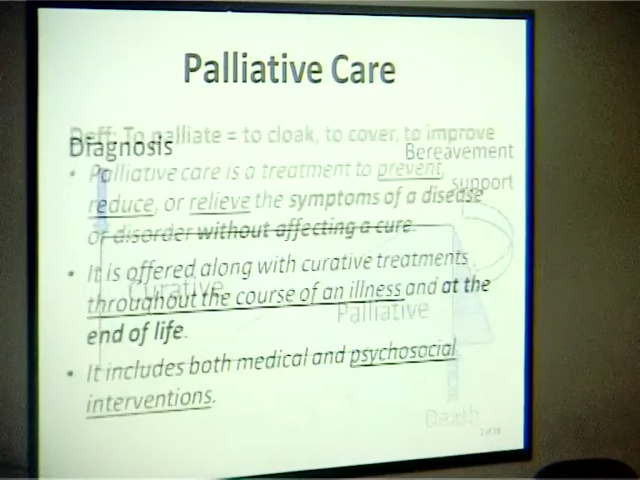 Palliative Care
Deff: To palliate = to cloak, to cover, to improve
Diagnosis
Bereavement
support
• Palliative care is a treatment to prevent,
reduce, or relieve the symptoms of a disease
or disorder without affecting a cure.
• It is offered along with curative treatments
throughout the course of an illness and at the
end of life.
Curative
Palliative
• It includes both medical and psychosocial
interventions.
Death